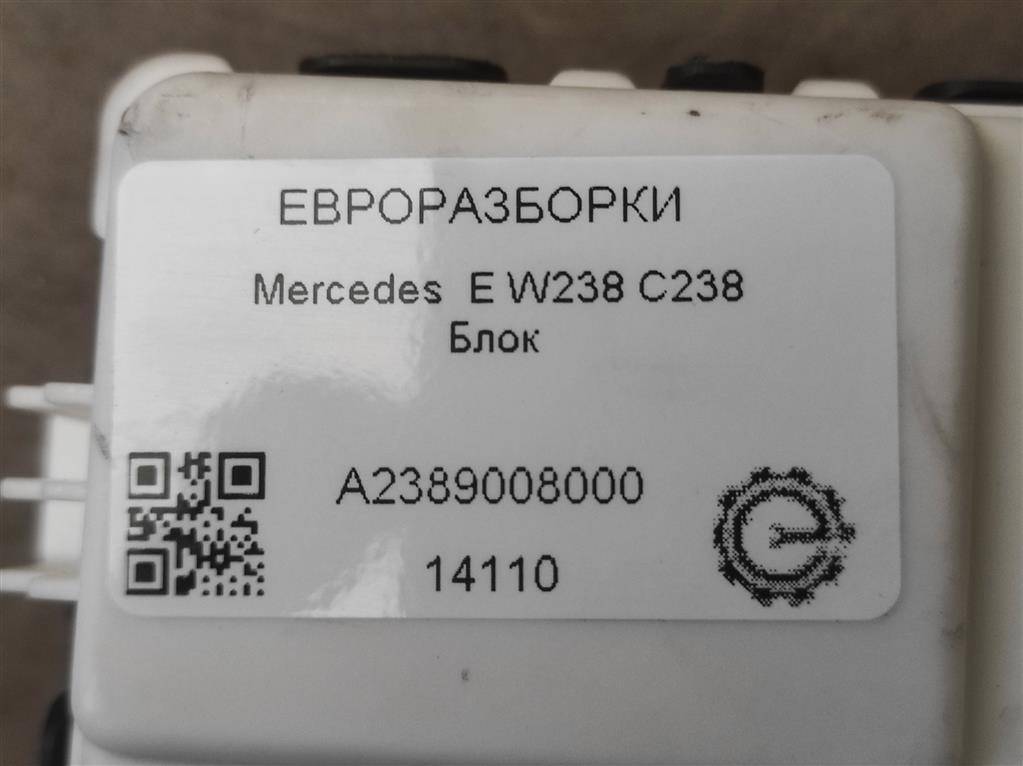 ЕВРОРАЗБОРКИ
Mercedes E W238 C238
Блок
A2389008000
14110